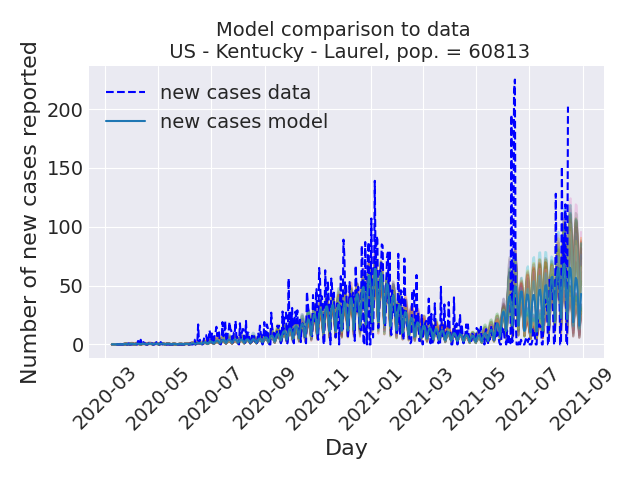 Model comparison to data
US - Kentucky - Laurel, pop. = 60813
Number of new cases reported
200
150
100
50
0
new cases data
new cases model
2020-03
2020-05
2020-07
2020-09
2020-11
2021-01
2021-03
2021-05
2021-07
2021-09
Day